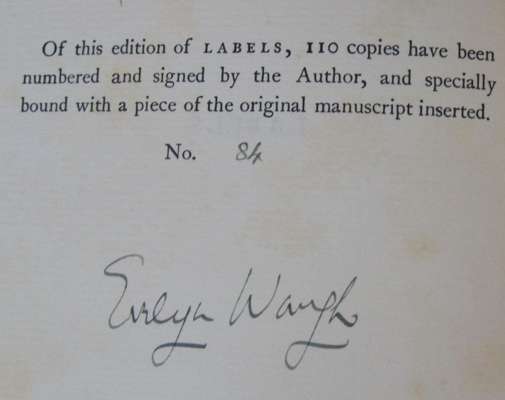 Of this edition of LABELS, 110 copies have been
numbered and signed by the Author, and specially
bound with a piece of the original manuscript inserted.
No. 84
Evelyn Waugh